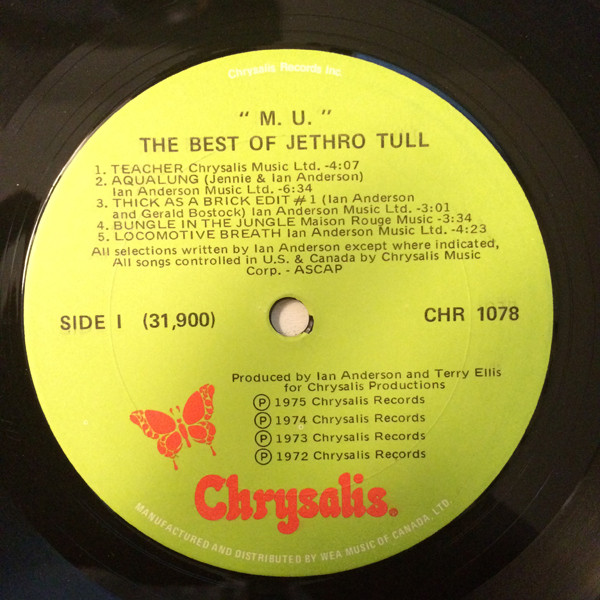 Chrysalis Records Inc.
" M. U. "
THE BEST OF JETHRO TULL
1. TEACHER Chrysalis Music Ltd. -4:07
2. AQUALUNG (Jennie & Ian Anderson)
Ian Anderson Music Ltd. -6:34
3. THICK AS A BRICK EDIT #1 (Ian Anderson
and Gerald Bostock) Ian Anderson Music Ltd. -3:01
4. BUNGLE IN THE JUNGLE Maison Rouge Music -3:34
5. LOCOMOTIVE BREATH Ian Anderson Music Ltd. -4:23
All selections written by Ian Anderson except where indicated,
All songs controlled in U.S. & Canada by Chrysalis Music
Corp. - ASCAP
SIDE I (31,900)
CHR 1078
Produced by Ian Anderson and Terry Ellis
for Chrysalis Productions
℗ 1975 Chrysalis Records
℗ 1974 Chrysalis Records
℗ 1973 Chrysalis Records
℗ 1972 Chrysalis Records
Chrysalis®
MANUFACTURED AND DISTRIBUTED BY WEA MUSIC OF CANADA, LTD.